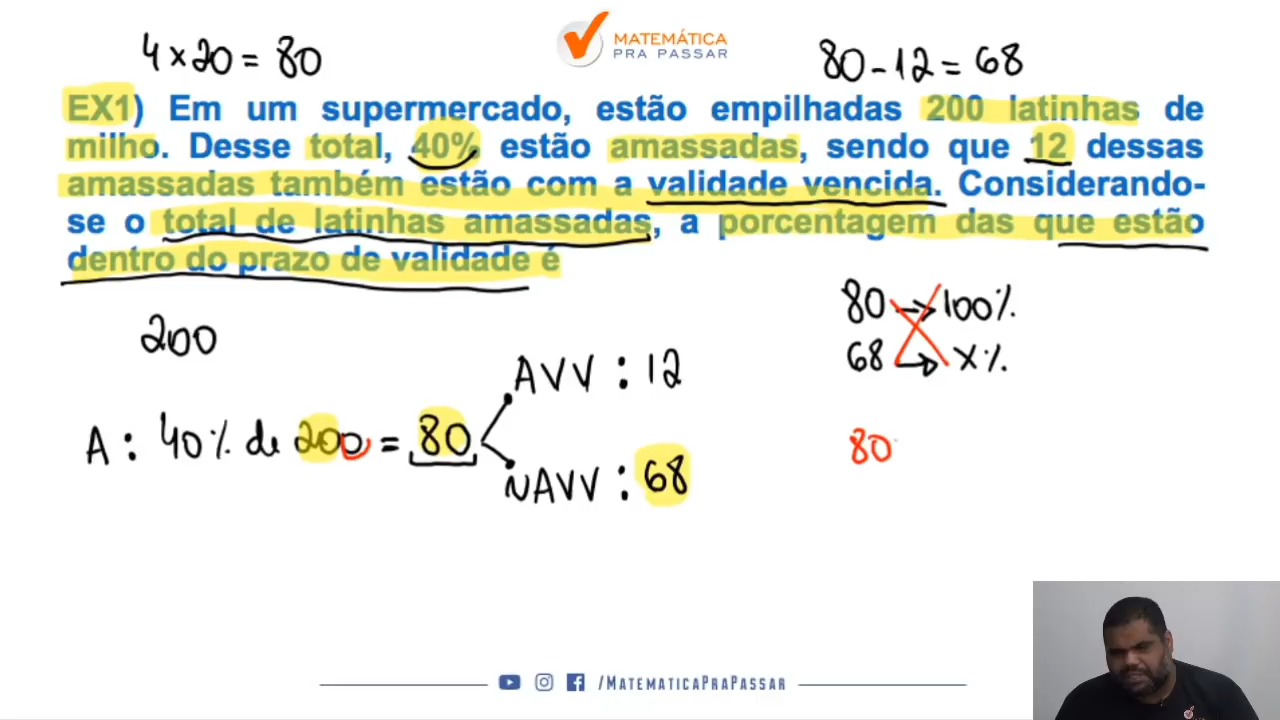 4 x 20 = 80
MATEMÁTICA
PRA PASSAR
80 - 12 = 68
EX1) Em um supermercado, estão empilhadas 200 latinhas de
milho. Desse total, 40% estão amassadas, sendo que 12 dessas
amassadas também estão com a validade vencida. Considerando-
se o total de latinhas amassadas, a porcentagem das que estão
dentro do prazo de validade é
200
80 → 100%
68 → X%
AVV : 12
A : 40% de 200 = 80
NAVV : 68
80
/MATEMATICAPRAPASSAR